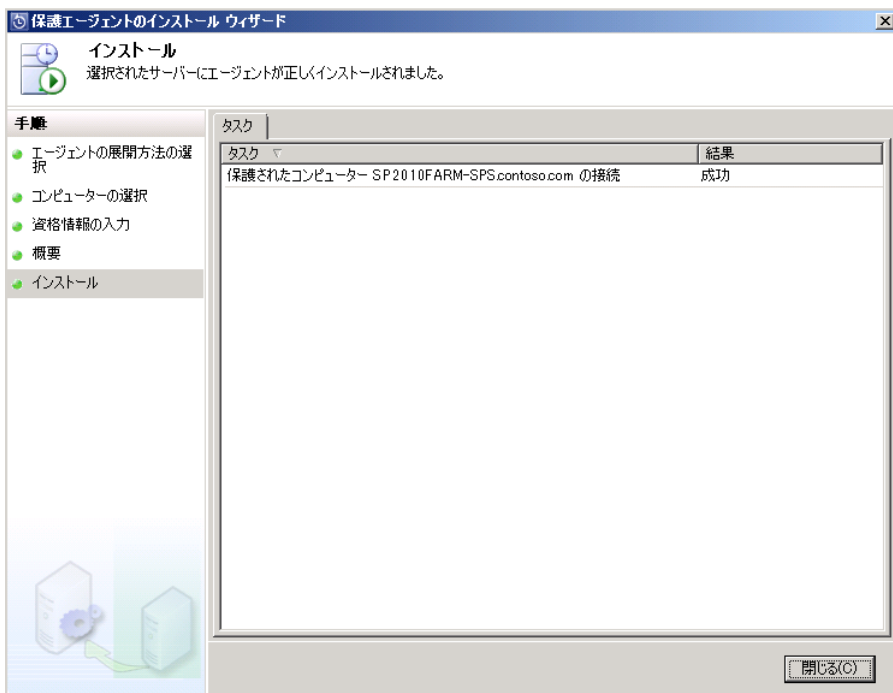 保護エージェントのインストール ウィザード
インストール
選択されたサーバーにエージェントが正しくインストールされました。
手順
エージェントの展開方法の選
択
コンピューターの選択
資格情報の入力
概要
インストール
タスク
タスク 結果
保護されたコンピューター SP2010FARM-SPS.contoso.com の接続 成功
閉じる(C)